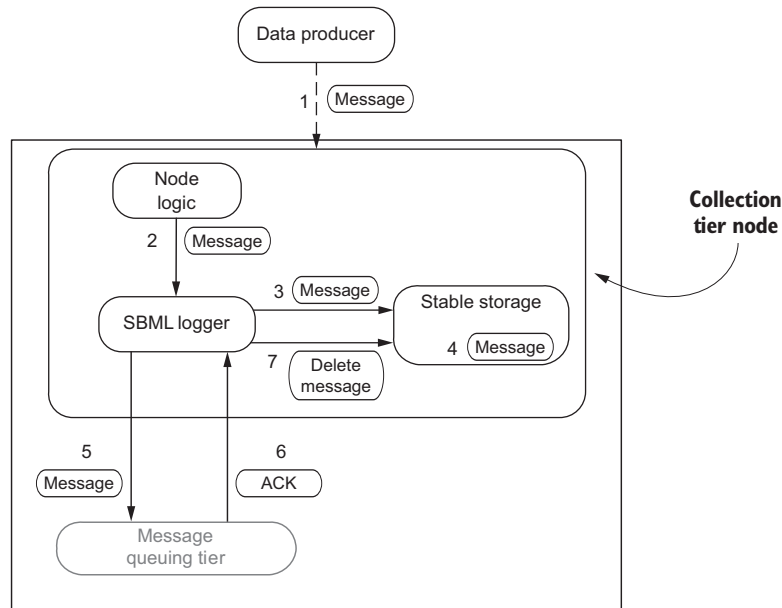 Data producer
1 Message
Node
logic
Collection
tier node
2 Message
3 Message
Stable storage
SBML logger
4 Message
7 Delete
message
5
Message
6
ACK
Message
queuing tier